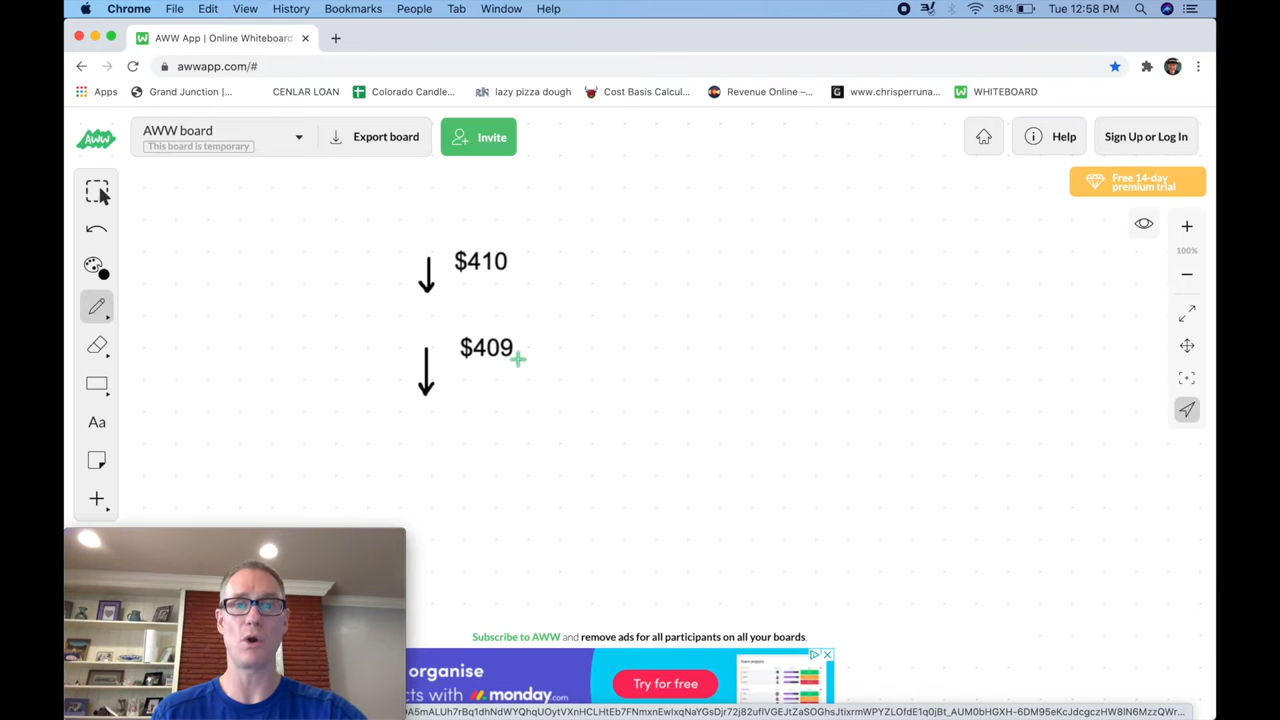 Chrome File Edit View History Bookmarks People Tab Window Help 38% Tue 12:58 PM
AWW App | Online Whiteboard
awwapp.com/#
Apps Grand Junction |... CENLAR LOAN Colorado Candle... lazy pizza dough Cost Basis Calcul... Revenue Online –... www.chrisperruna... WHITEBOARD
AWW
AWW board
This board is temporary
Export board
Invite
Help
Sign Up or Log In
Free 14-day
premium trial
100%
$410
$409
Aa
Subscribe to AWW and remove ads for all participants on all your boards.
organise
cts with monday.com
Try for free